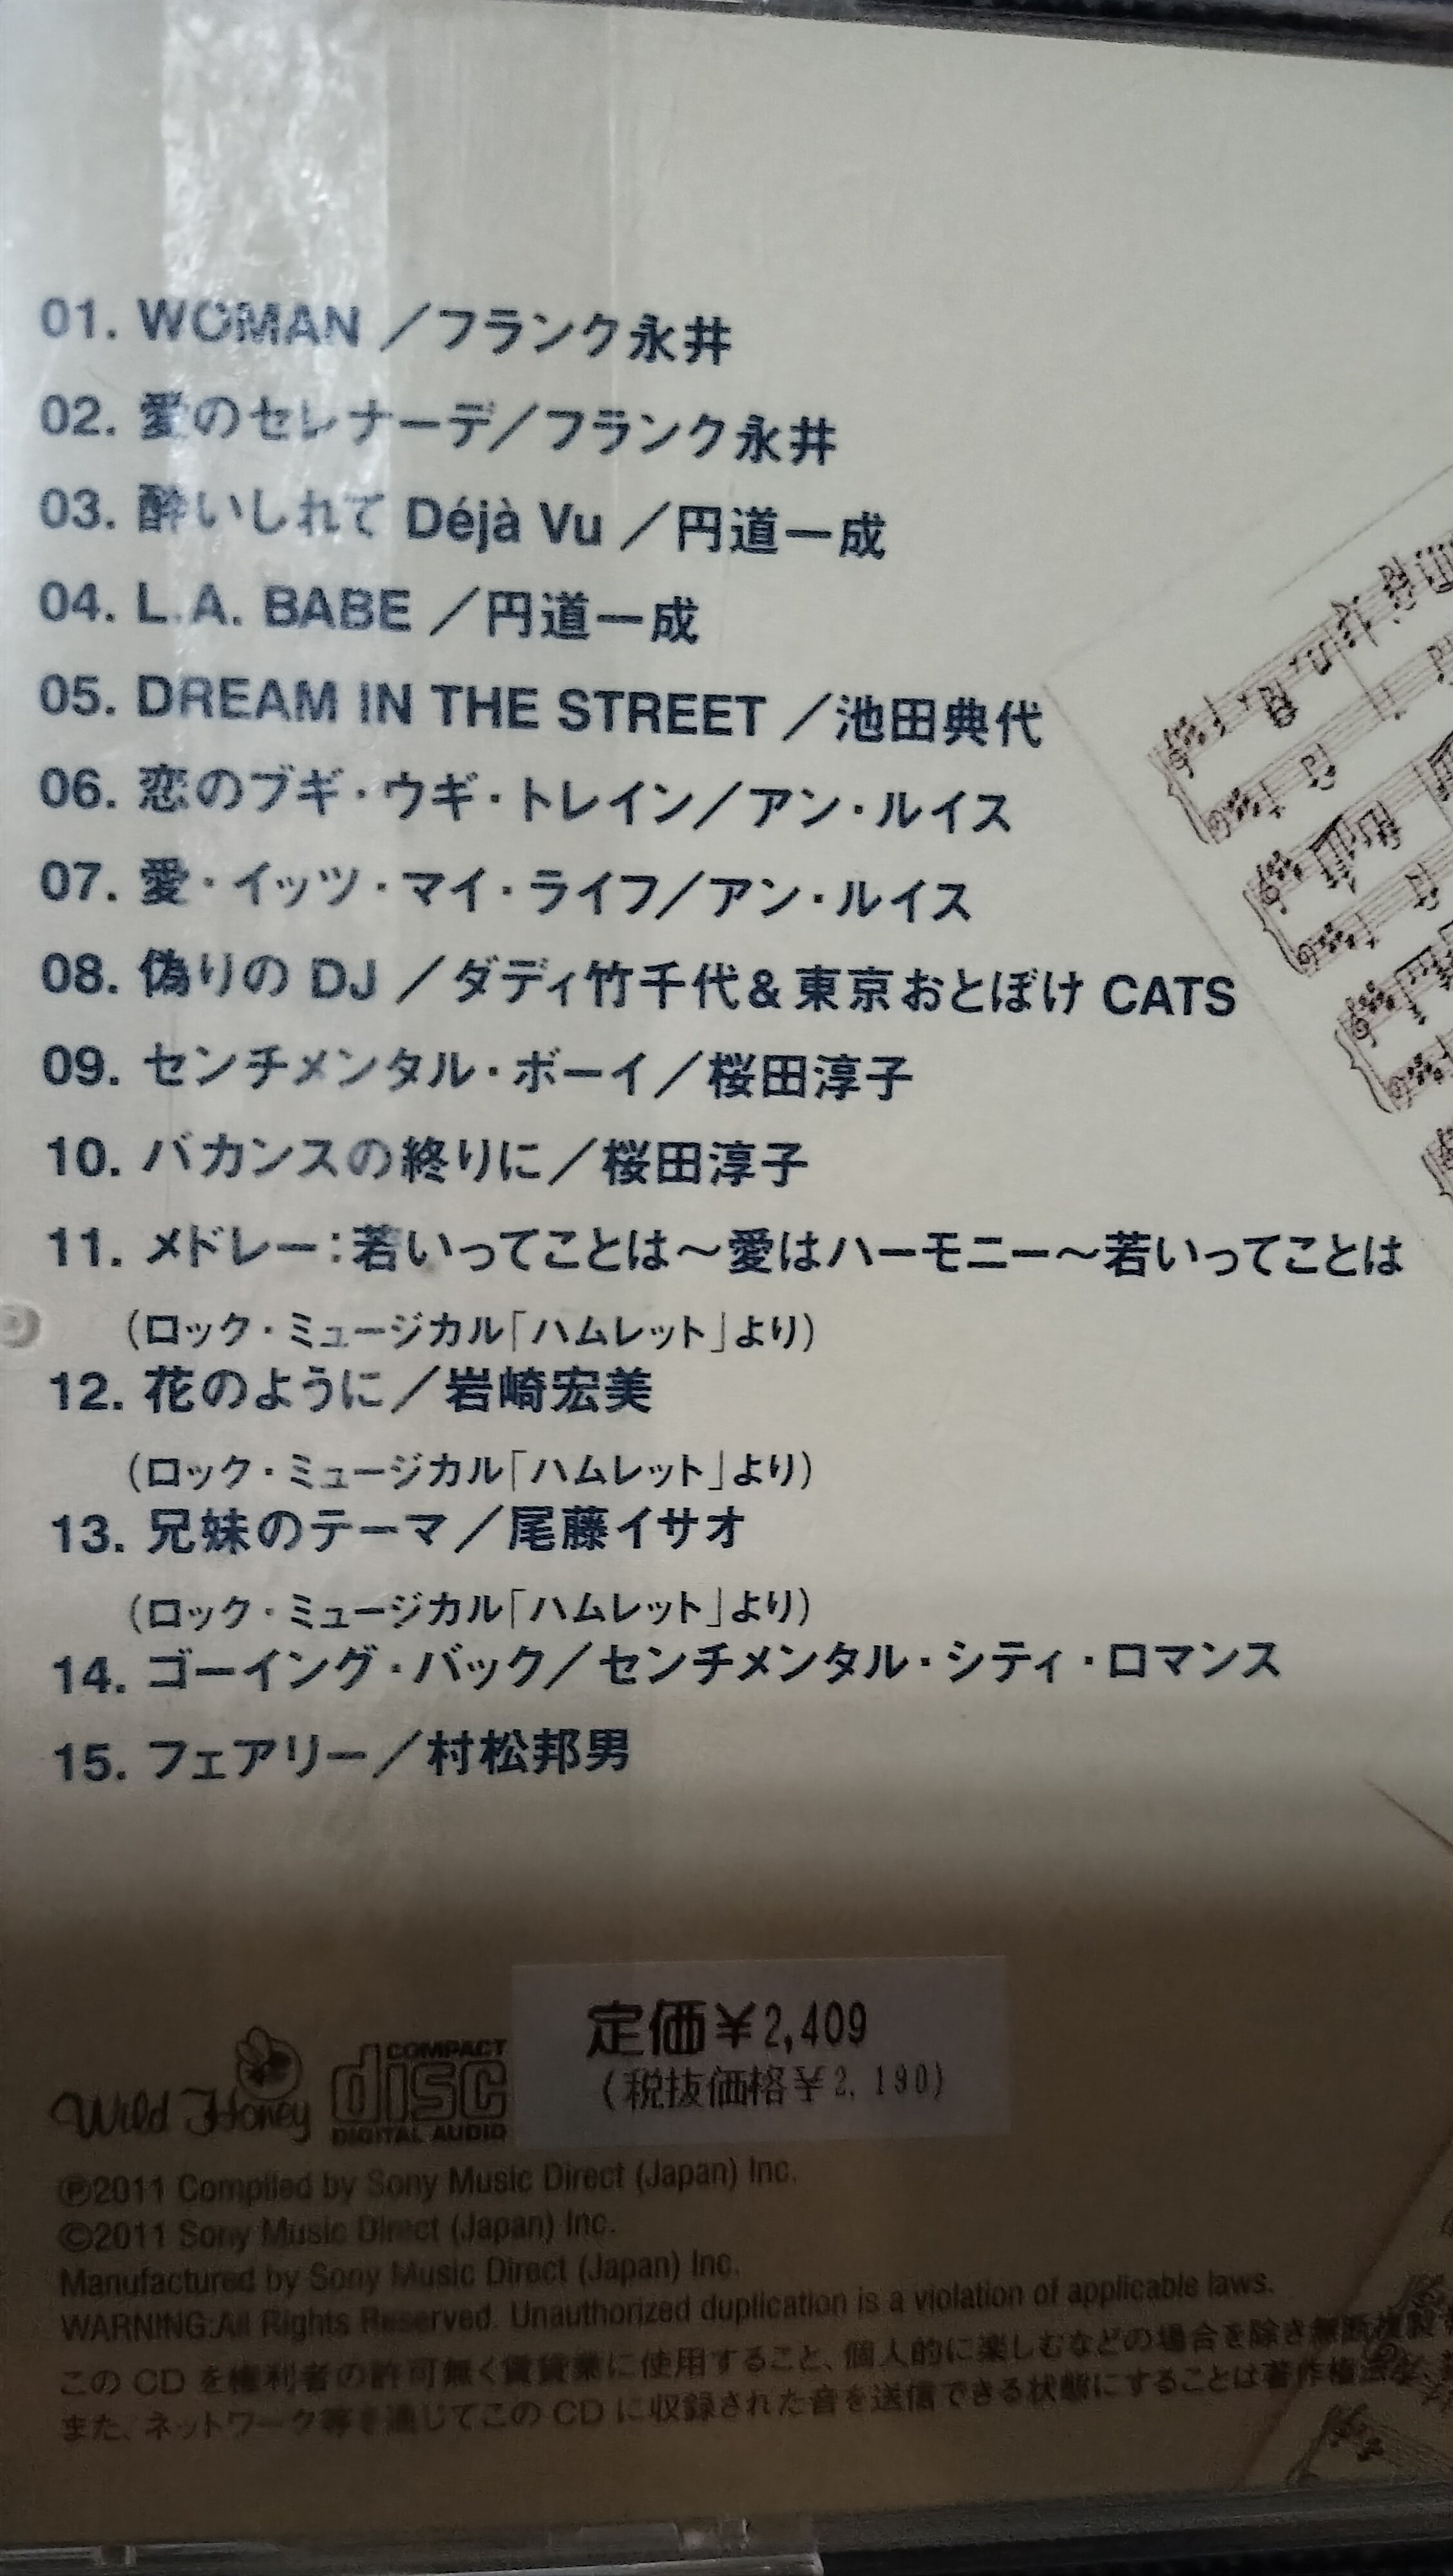 01. WOMAN ／フランク永井
02. 愛のセレナーデ／フランク永井
03. 酔いしれて Déjà Vu ／円道一成
04. L.A. BABE ／円道一成
05. DREAM IN THE STREET ／池田典代
06. 恋のブギ・ウギ・トレイン／アン・ルイス
07. 愛・イッツ・マイ・ライフ／アン・ルイス
08. 偽りの DJ ／ダディ竹千代& 東京おとぼけ CATS
09. センチメンタル・ボーイ／桜田淳子
10. バカンスの終りに／桜田淳子
11. メドレー：若いってことは～愛はハーモニー～若いってことは
(ロック・ミュージカル「ハムレット」より)
12. 花のように／岩崎宏美
(ロック・ミュージカル「ハムレット」より)
13. 兄妹のテーマ／尾藤イサオ
(ロック・ミュージカル「ハムレット」より)
14. ゴーイング・バック／センチメンタル・シティ・ロマンス
15. フェアリー／村松邦男
定価￥2,409
(税抜価格￥2,190)
Wild Honey
COMPACT
disc
DIGITAL AUDIO
Ⓟ2011 Compiled by Sony Music Direct (Japan) Inc.
©2011 Sony Music Direct (Japan) Inc.
Manufactured by Sony Music Direct (Japan) Inc.
WARNING:All Rights Reserved. Unauthorized duplication is a violation of applicable laws.
この CD を権利者の許可無く賃貸業に使用すること、個人的に楽しむなどの場合を除き無断複製
また、ネットワーク等を通じてこの CD に収録された音を送信できる状態にすることは著作権法